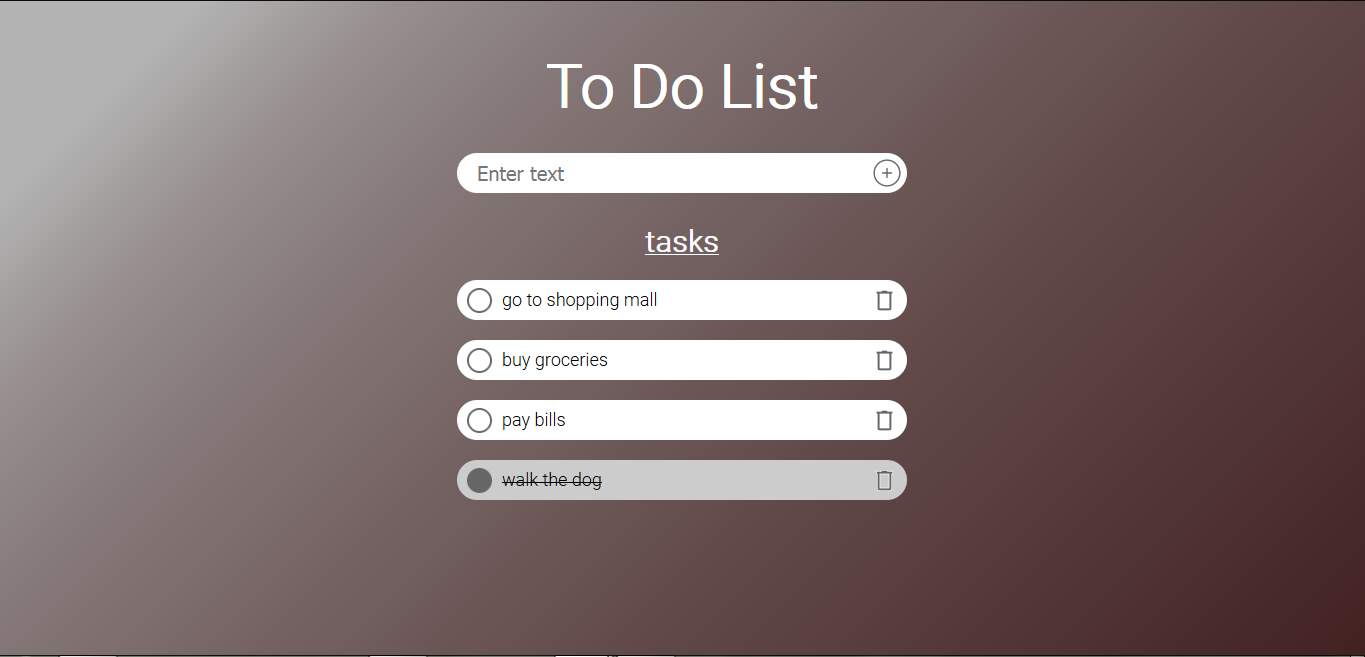 To Do List
Enter text
tasks
go to shopping mall
buy groceries
pay bills
walk the dog